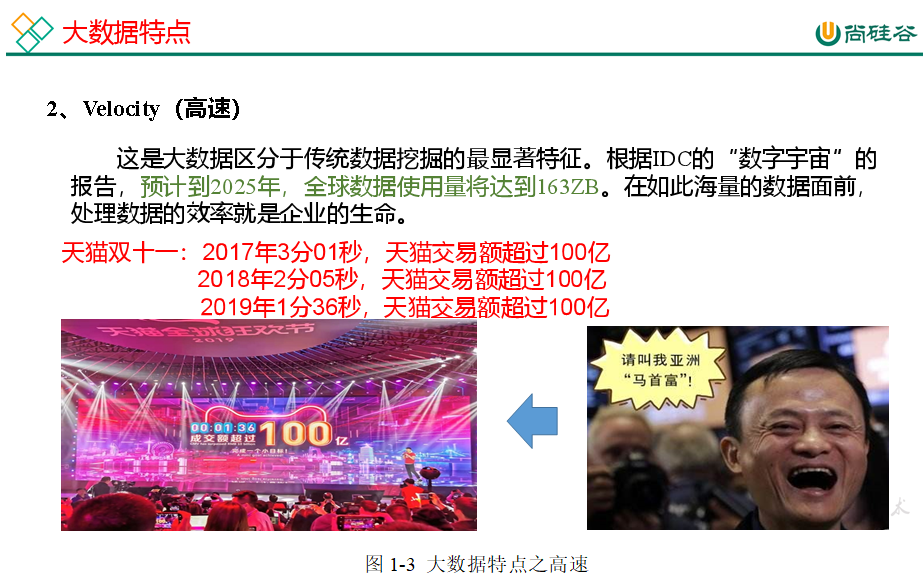 大数据特点
尚硅谷
2、Velocity（高速）
这是大数据区分于传统数据挖掘的最显著特征。根据IDC的“数字宇宙”的
报告，预计到2025年，全球数据使用量将达到163ZB。在如此海量的数据面前，
处理数据的效率就是企业的生命。
天猫双十一：2017年3分01秒，天猫交易额超过100亿
2018年2分05秒，天猫交易额超过100亿
2019年1分36秒，天猫交易额超过100亿
天猫全球狂欢节
2019
00:01:36
成交额超过100亿
完成一个小目标！
请叫我亚洲
“马首富”！
图 1-3 大数据特点之高速